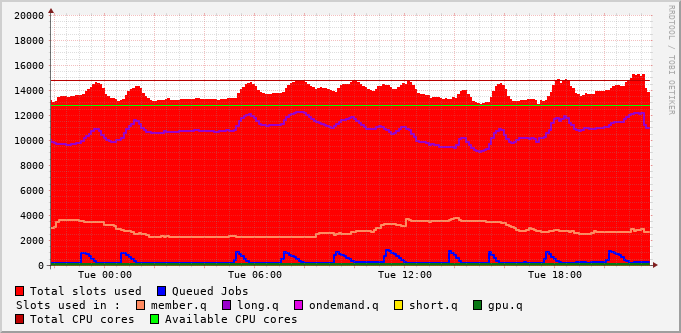 20000
18000
16000
14000
12000
10000
8000
6000
4000
2000
0
Tue 00:00 Tue 06:00 Tue 12:00 Tue 18:00
RRDTOOL / TOBI OETIKER
Total slots used Queued Jobs
Slots used in : member.q long.q ondemand.q short.q gpu.q
Total CPU cores Available CPU cores